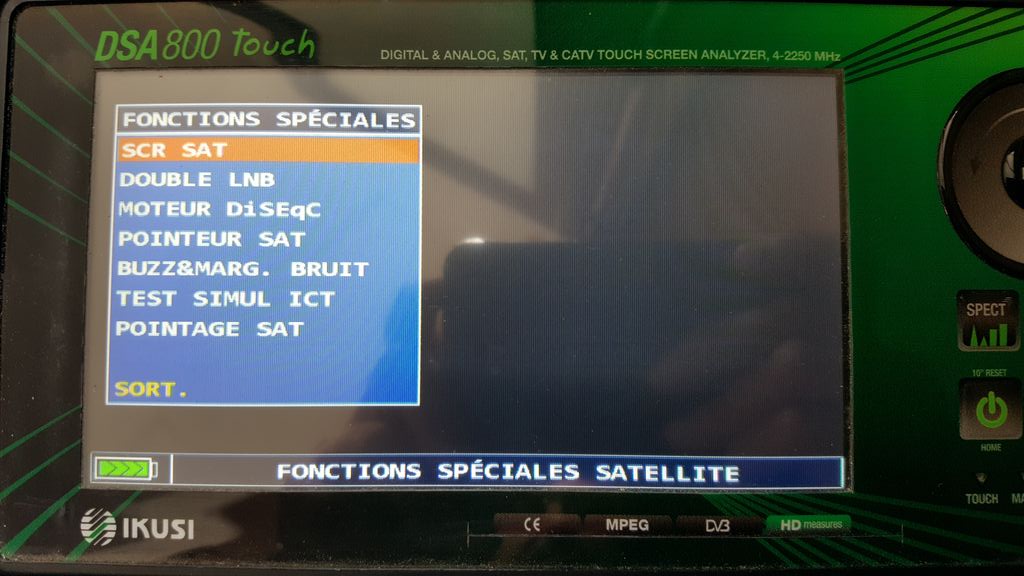 DSA800 Touch
DIGITAL & ANALOG, SAT, TV & CATV TOUCH SCREEN ANALYZER, 4-2250 MHz
FONCTIONS SPÉCIALES
SCR SAT
DOUBLE LNB
MOTEUR DiSEqC
POINTEUR SAT
BUZZ&MARG. BRUIT
TEST SIMUL ICT
POINTAGE SAT
SORT.
FONCTIONS SPÉCIALES SATELLITE
SPECT
10" RESET
HOME
TOUCH
IKUSI
CE
MPEG
DVB
HD measures